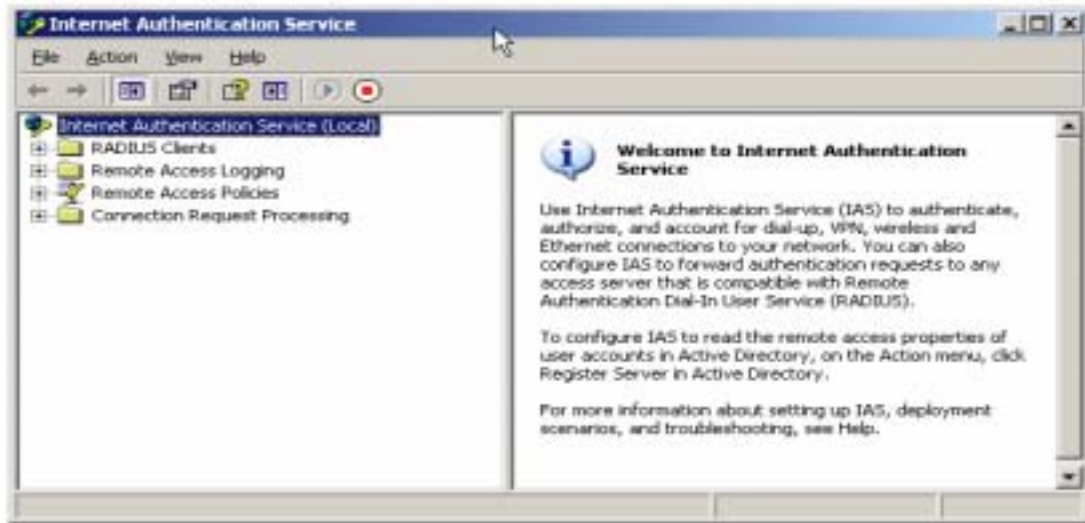 Internet Authentication Service
File Action View Help
Internet Authentication Service (Local)
RADIUS Clients
Remote Access Logging
Remote Access Policies
Connection Request Processing
Welcome to Internet Authentication
Service
Use Internet Authentication Service (IAS) to authenticate,
authorize, and account for dial-up, VPN, wireless and
Ethernet connections to your network. You can also
configure IAS to forward authentication requests to any
access server that is compatible with Remote
Authentication Dial-In User Service (RADIUS).
To configure IAS to read the remote access properties of
user accounts in Active Directory, on the Action menu, click
Register Server in Active Directory.
For more information about setting up IAS, deployment
scenarios, and troubleshooting, see Help.